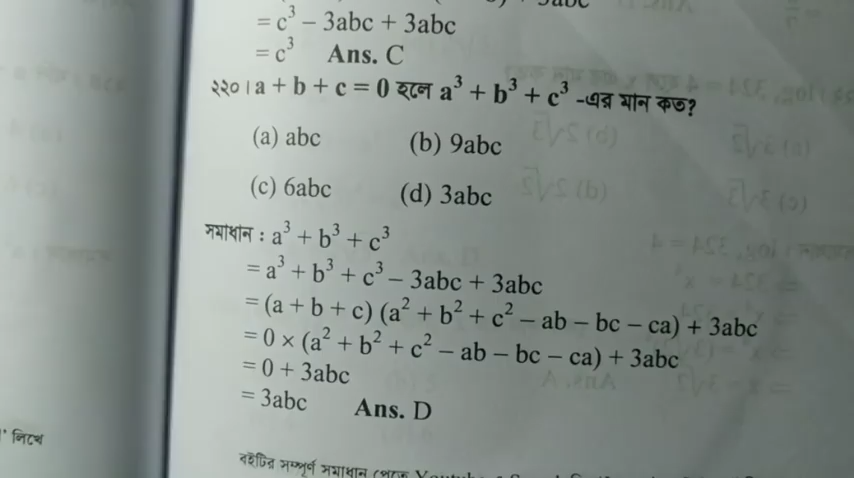 = c³ – 3abc + 3abc
= c³ Ans. C
২২০। a + b + c = 0 হলে a³ + b³ + c³ -এর মান কত?
(a) abc (b) 9abc
(c) 6abc (d) 3abc
সমাধান : a³ + b³ + c³
= a³ + b³ + c³ – 3abc + 3abc
= (a + b + c) (a² + b² + c² – ab – bc – ca) + 3abc
= 0 × (a² + b² + c² – ab – bc – ca) + 3abc
= 0 + 3abc
= 3abc Ans. D
বইটির সম্পূর্ণ সমাধান পেতে Youtube
নিচে